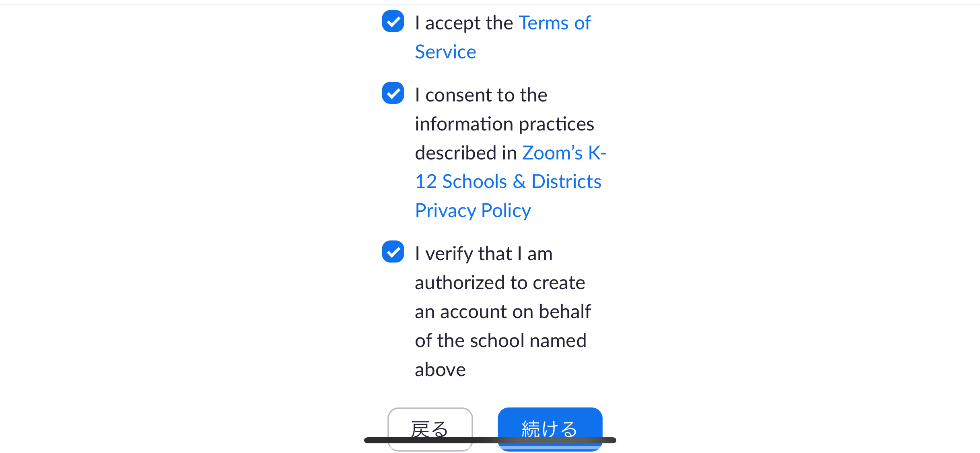 I accept the Terms of
Service
I consent to the
information practices
described in Zoom's K-
12 Schools & Districts
Privacy Policy
I verify that I am
authorized to create
an account on behalf
of the school named
above
戻る 続ける